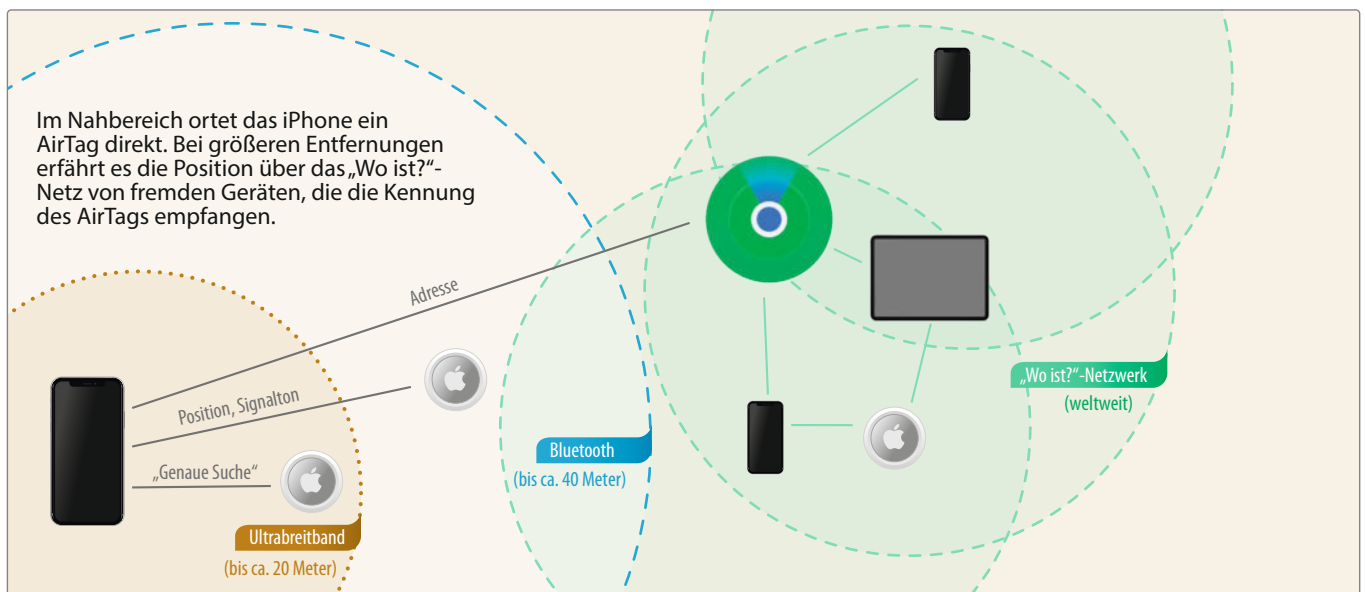 Im Nahbereich ortet das iPhone ein
AirTag direkt. Bei größeren Entfernungen
erfährt es die Position über das „Wo ist?“-
Netz von fremden Geräten, die die Kennung
des AirTags empfangen.
Adresse
Position, Signalton
„Genaue Suche“
Ultrabreitband
(bis ca. 20 Meter)
Bluetooth
(bis ca. 40 Meter)
„Wo ist?“-Netzwerk
(weltweit)